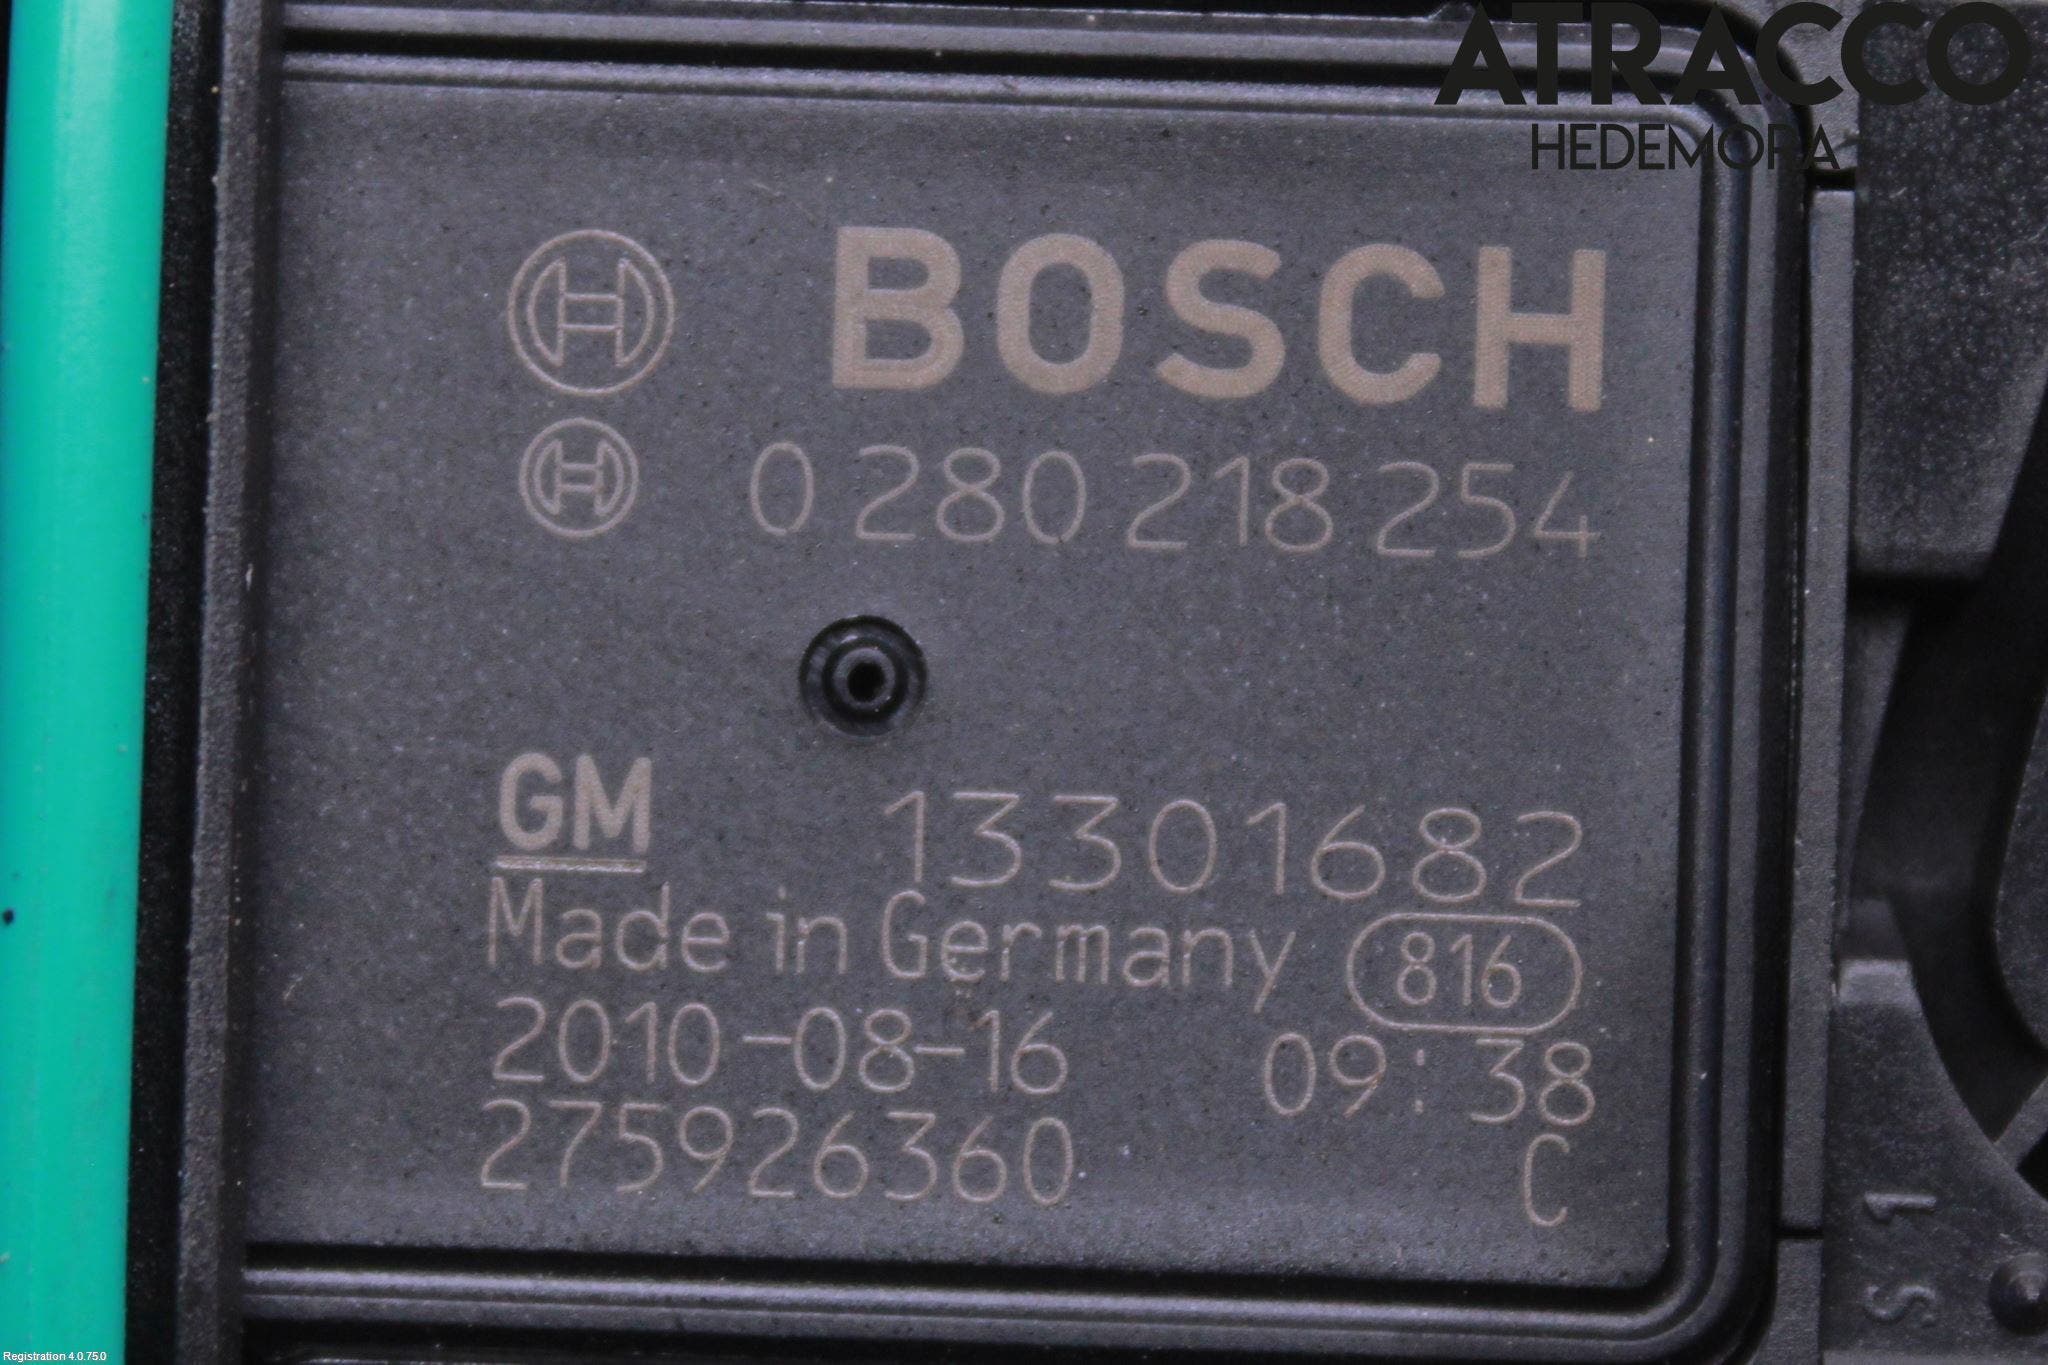 ATRACCO
HEDEMORA
BOSCH
0 280 218 254
GM 13301682
Made in Germany 816
2010-08-16 09:38
275926360 C
S 1
Registration 4.0.75.0